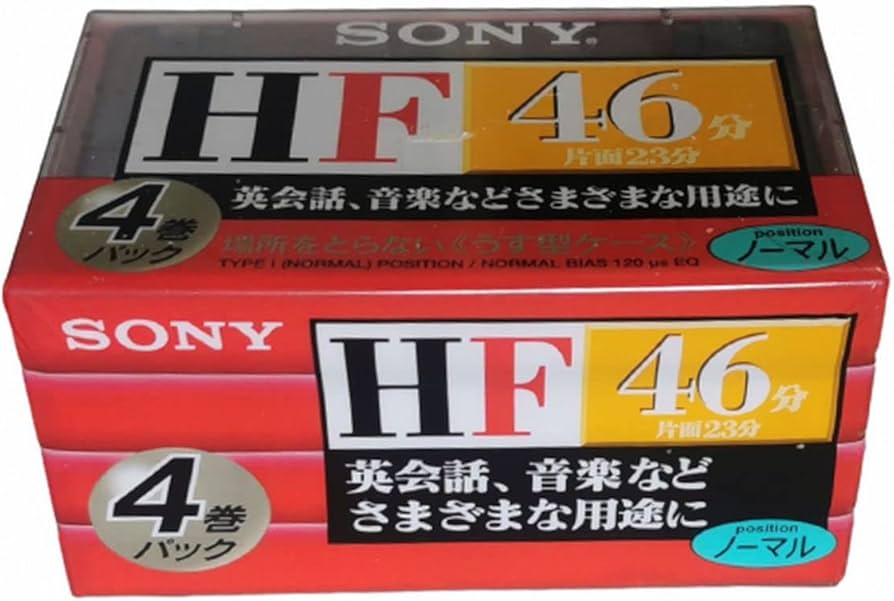 SONY
HF 46分
片面23分
英会話、音楽などさまざまな用途に
4巻
パック
場所をとらない《うす型ケース》
TYPE I (NORMAL) POSITION / NORMAL BIAS 120 μs EQ
position
ノーマル
SONY
HF 46分
片面23分
英会話、音楽など
さまざまな用途に
4巻
パック
position
ノーマル